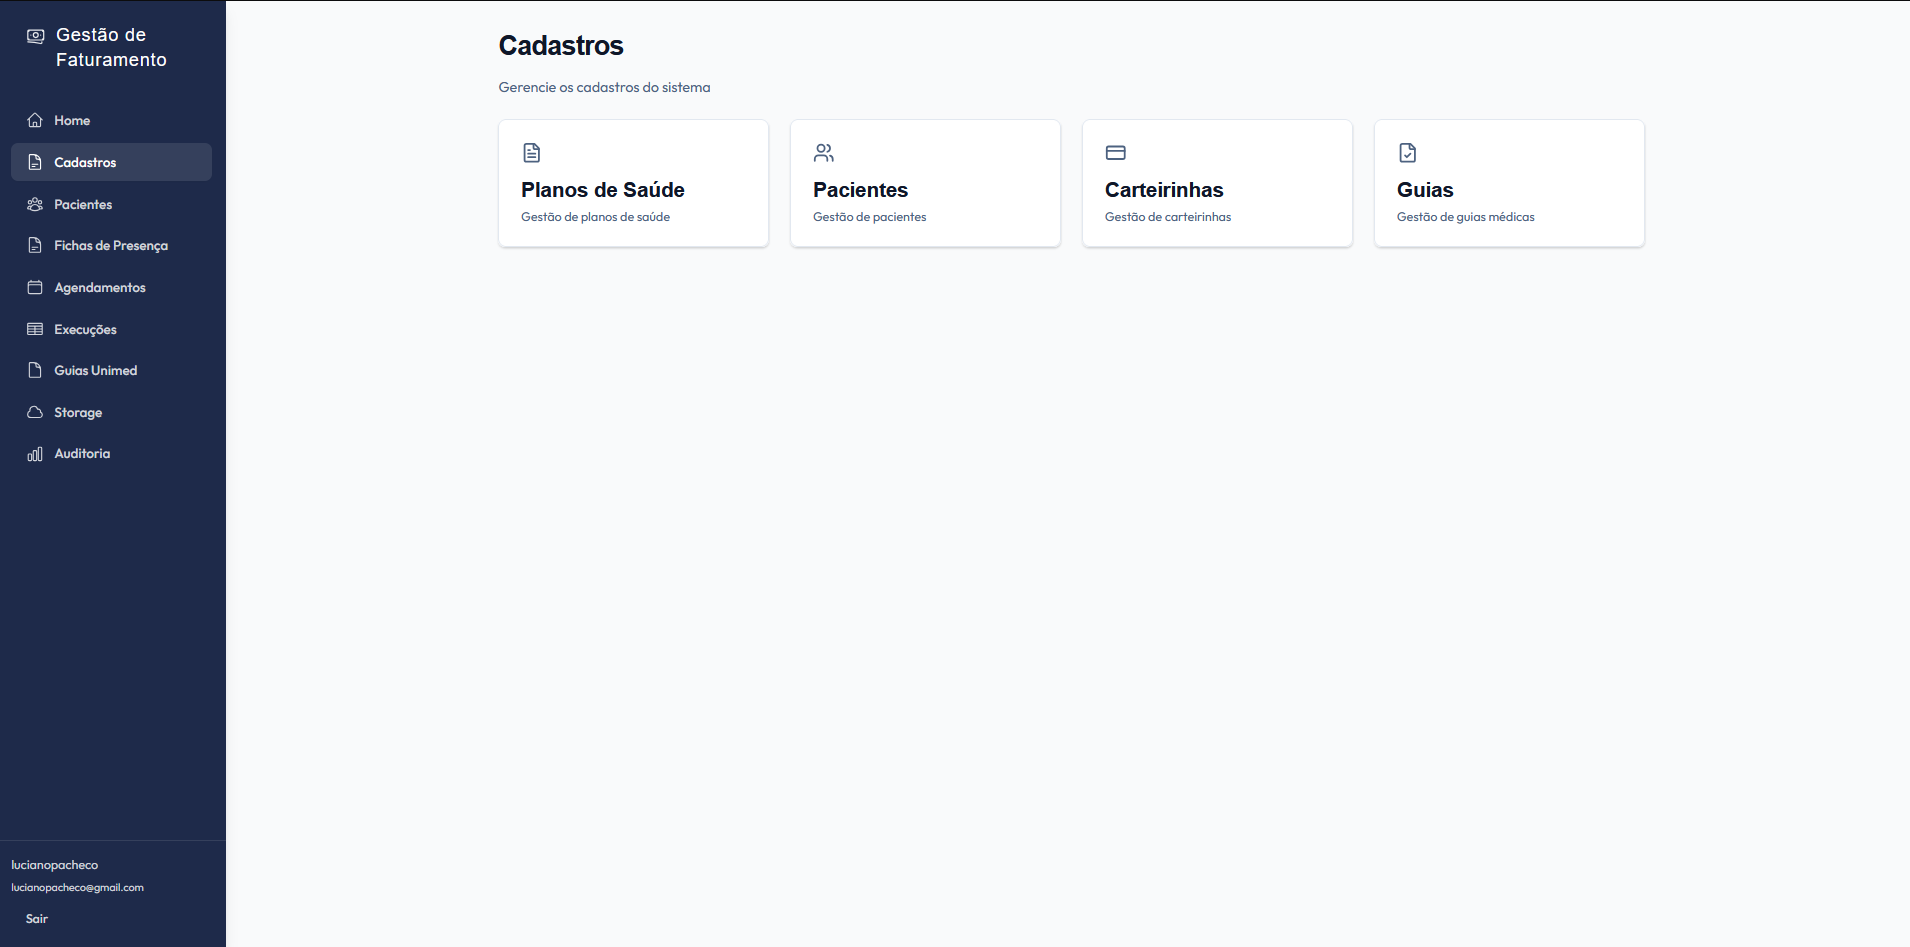 Gestão de
Faturamento
Home
Cadastros
Pacientes
Fichas de Presença
Agendamentos
Execuções
Guias Unimed
Storage
Auditoria
lucianopacheco
lucianopacheco@gmail.com
Sair
Cadastros
Gerencie os cadastros do sistema
Planos de Saúde
Gestão de planos de saúde
Pacientes
Gestão de pacientes
Carteirinhas
Gestão de carteirinhas
Guias
Gestão de guias médicas